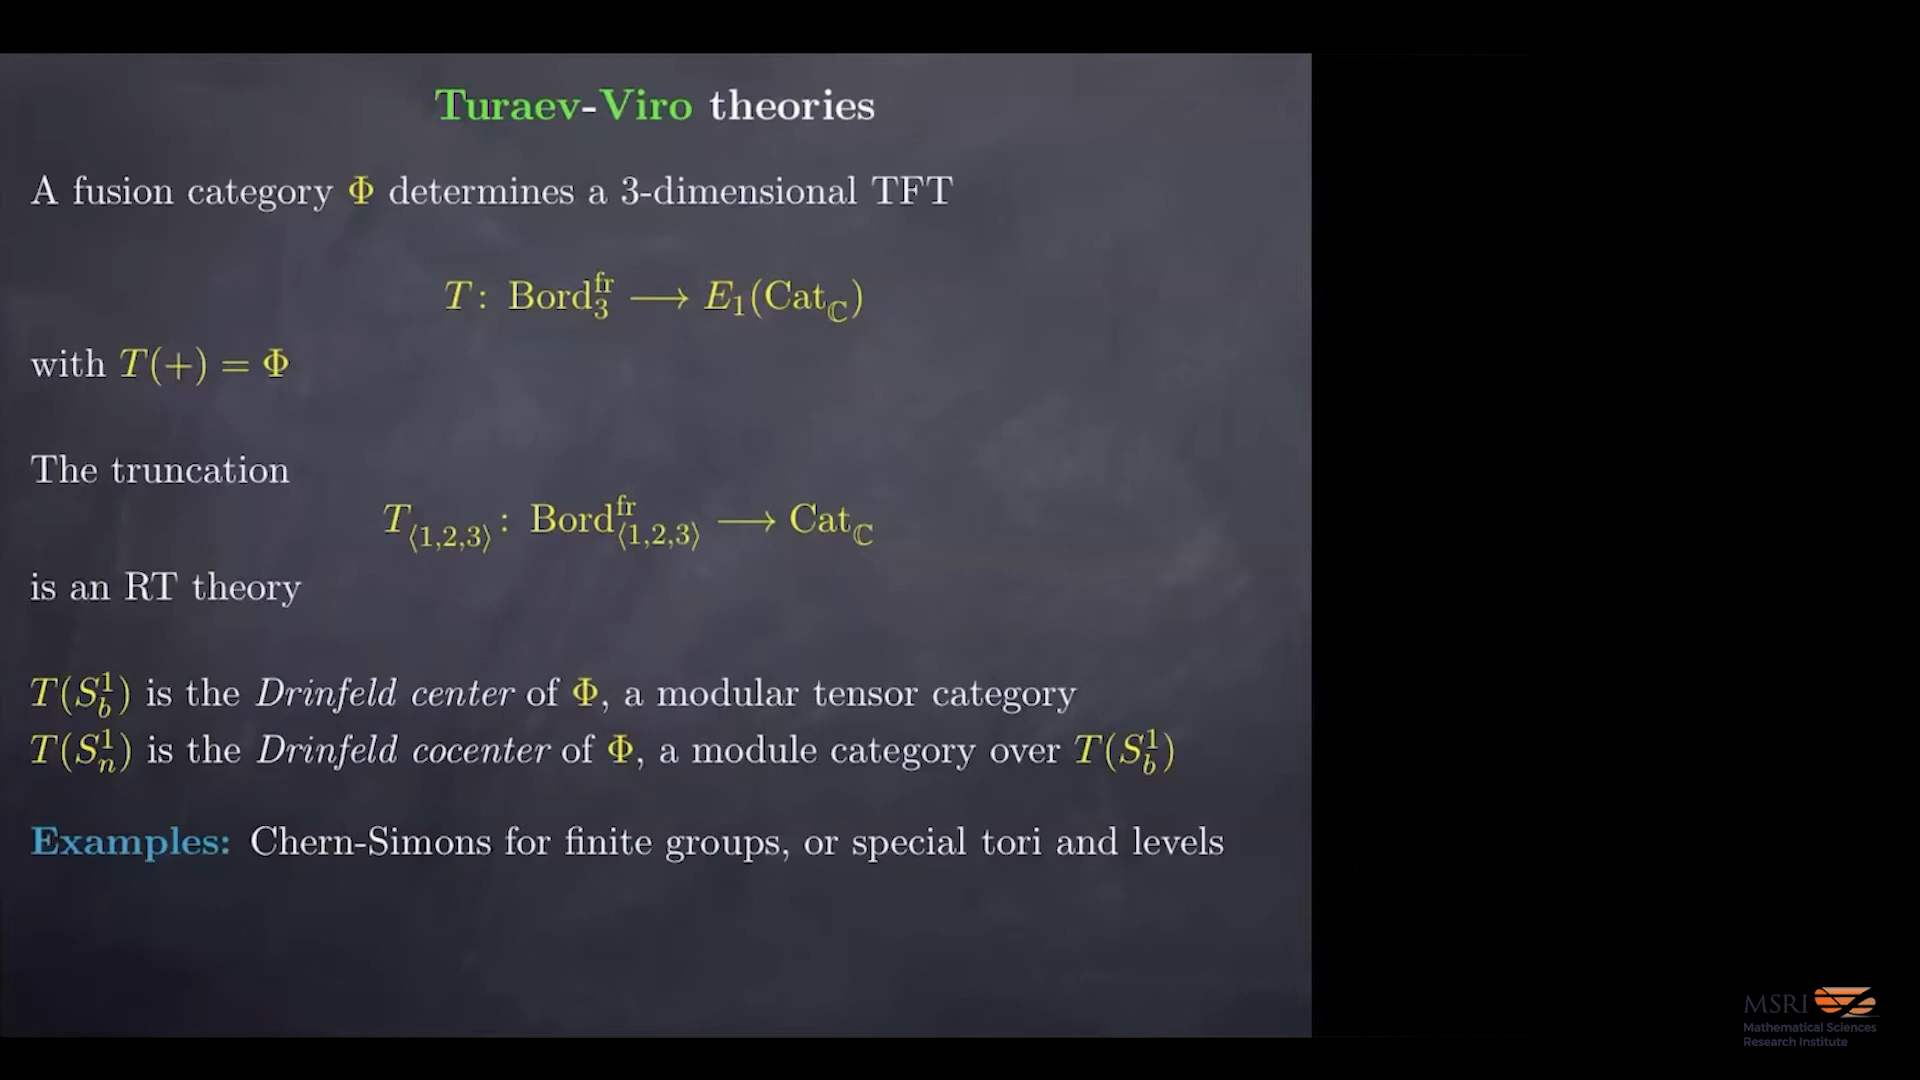 Turaev-Viro theories
A fusion category Φ determines a 3-dimensional TFT
T: Bord₃^fr ⟶ E₁(Cat_ℂ)
with T(+) = Φ
The truncation
T_⟨1,2,3⟩: Bord^fr_⟨1,2,3⟩ ⟶ Cat_ℂ
is an RT theory
T(S¹_b) is the Drinfeld center of Φ, a modular tensor category
T(S¹_n) is the Drinfeld cocenter of Φ, a module category over T(S¹_b)
Examples: Chern-Simons for finite groups, or special tori and levels
MSRI
Mathematical Sciences
Research Institute